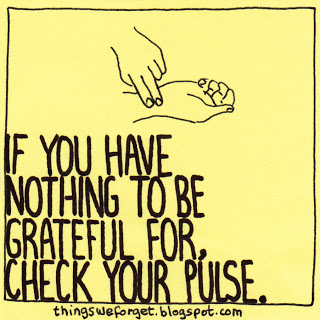 IF YOU HAVE
NOTHING TO BE
GRATEFUL FOR,
CHECK YOUR PULSE.
thingsweforget.blogspot.com